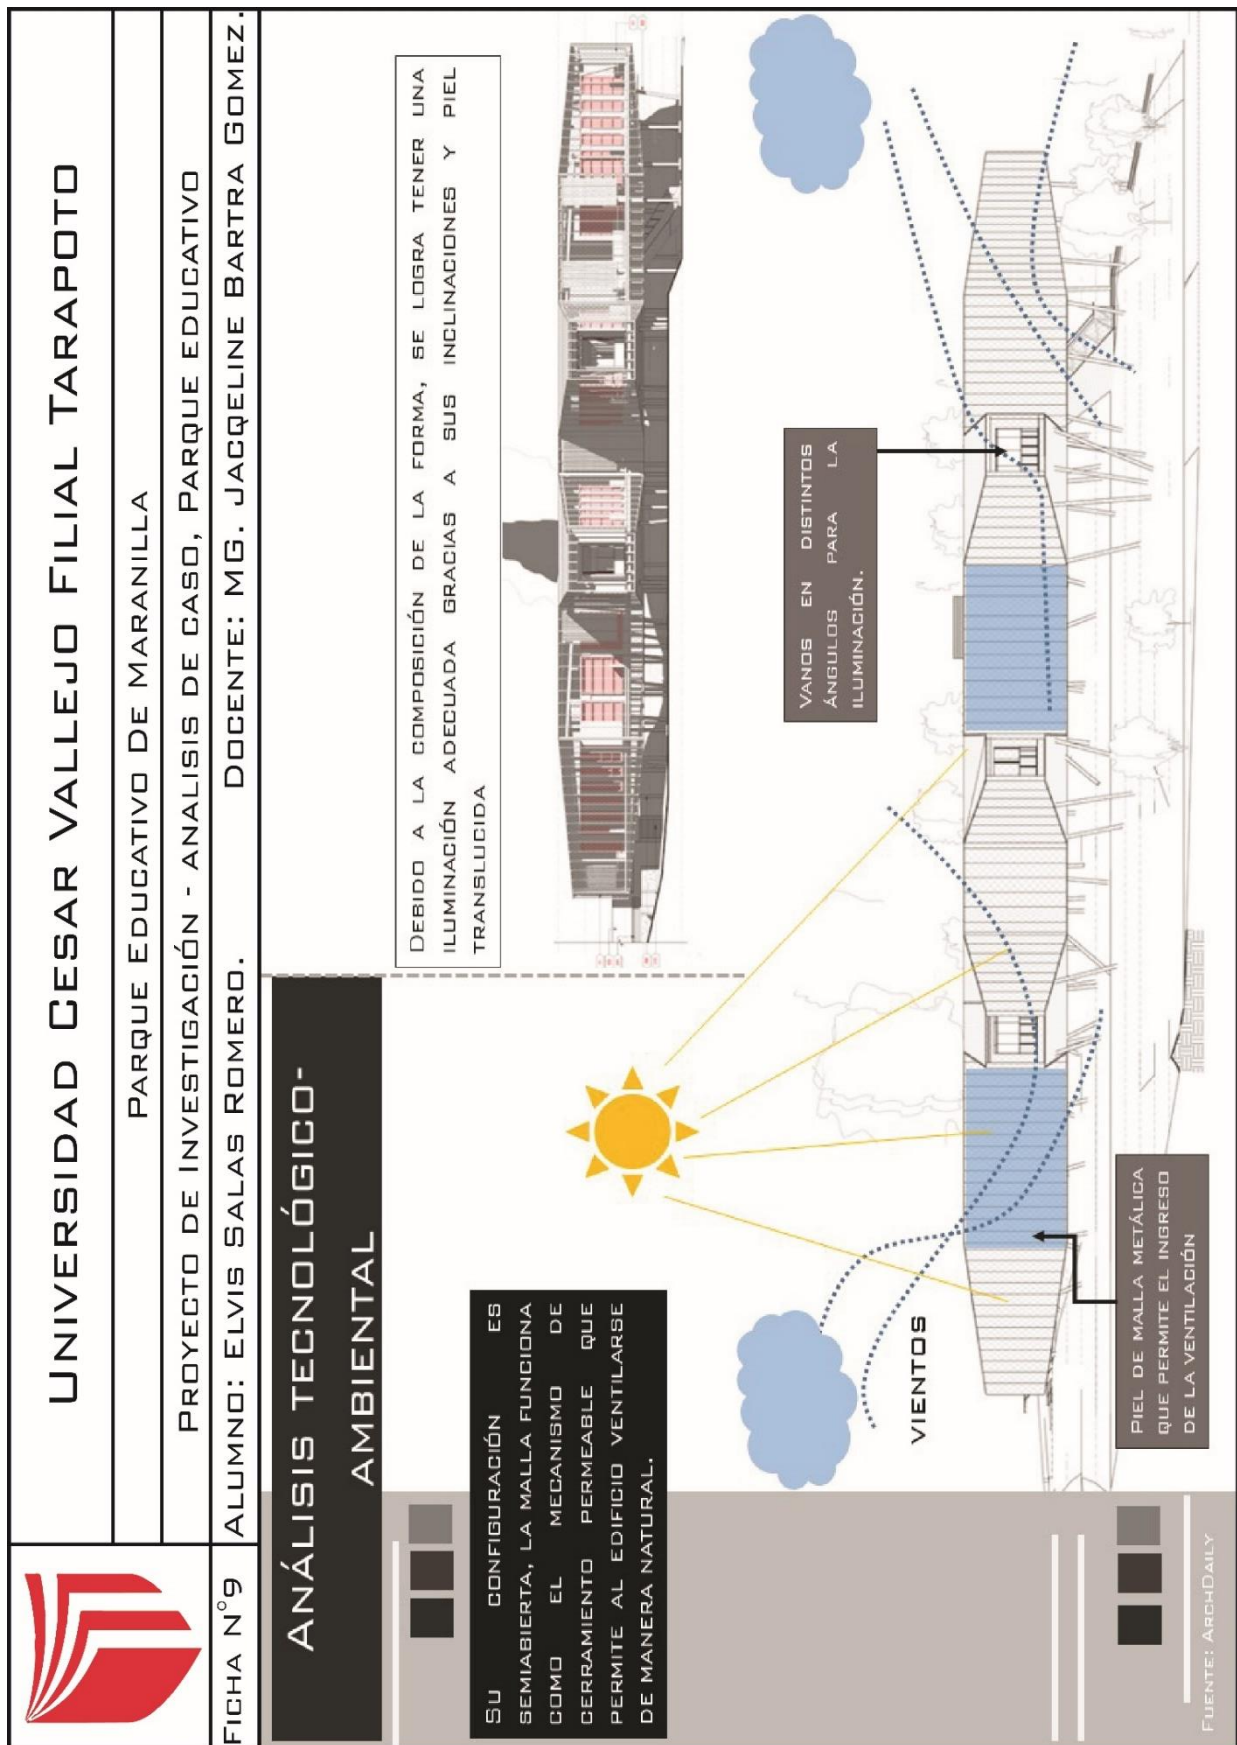 UNIVERSIDAD CESAR VALLEJO FILIAL TARAPOTO
PARQUE EDUCATIVO DE MARANILLA
PROYECTO DE INVESTIGACIÓN - ANALISIS DE CASO, PARQUE EDUCATIVO
FICHA N°9
ALUMNO: ELVIS SALAS ROMERO.
DOCENTE: MG. JACQELINE BARTRA GOMEZ.
ANÁLISIS TECNOLÓGICO-
AMBIENTAL
DEBIDO A LA COMPOSICIÓN DE LA FORMA, SE LOGRA TENER UNA
ILUMINACIÓN ADECUADA GRACIAS A SUS INCLINACIONES Y PIEL
TRANSLUCIDA
SU CONFIGURACIÓN ES
SEMIABIERTA, LA MALLA FUNCIONA
COMO EL MECANISMO DE
CERRAMIENTO PERMEABLE QUE
PERMITE AL EDIFICIO VENTILARSE
DE MANERA NATURAL.
VANOS EN DISTINTOS
ÁNGULOS PARA LA
ILUMINACIÓN.
VIENTOS
PIEL DE MALLA METÁLICA
QUE PERMITE EL INGRESO
DE LA VENTILACIÓN
FUENTE: ARCHDAILY